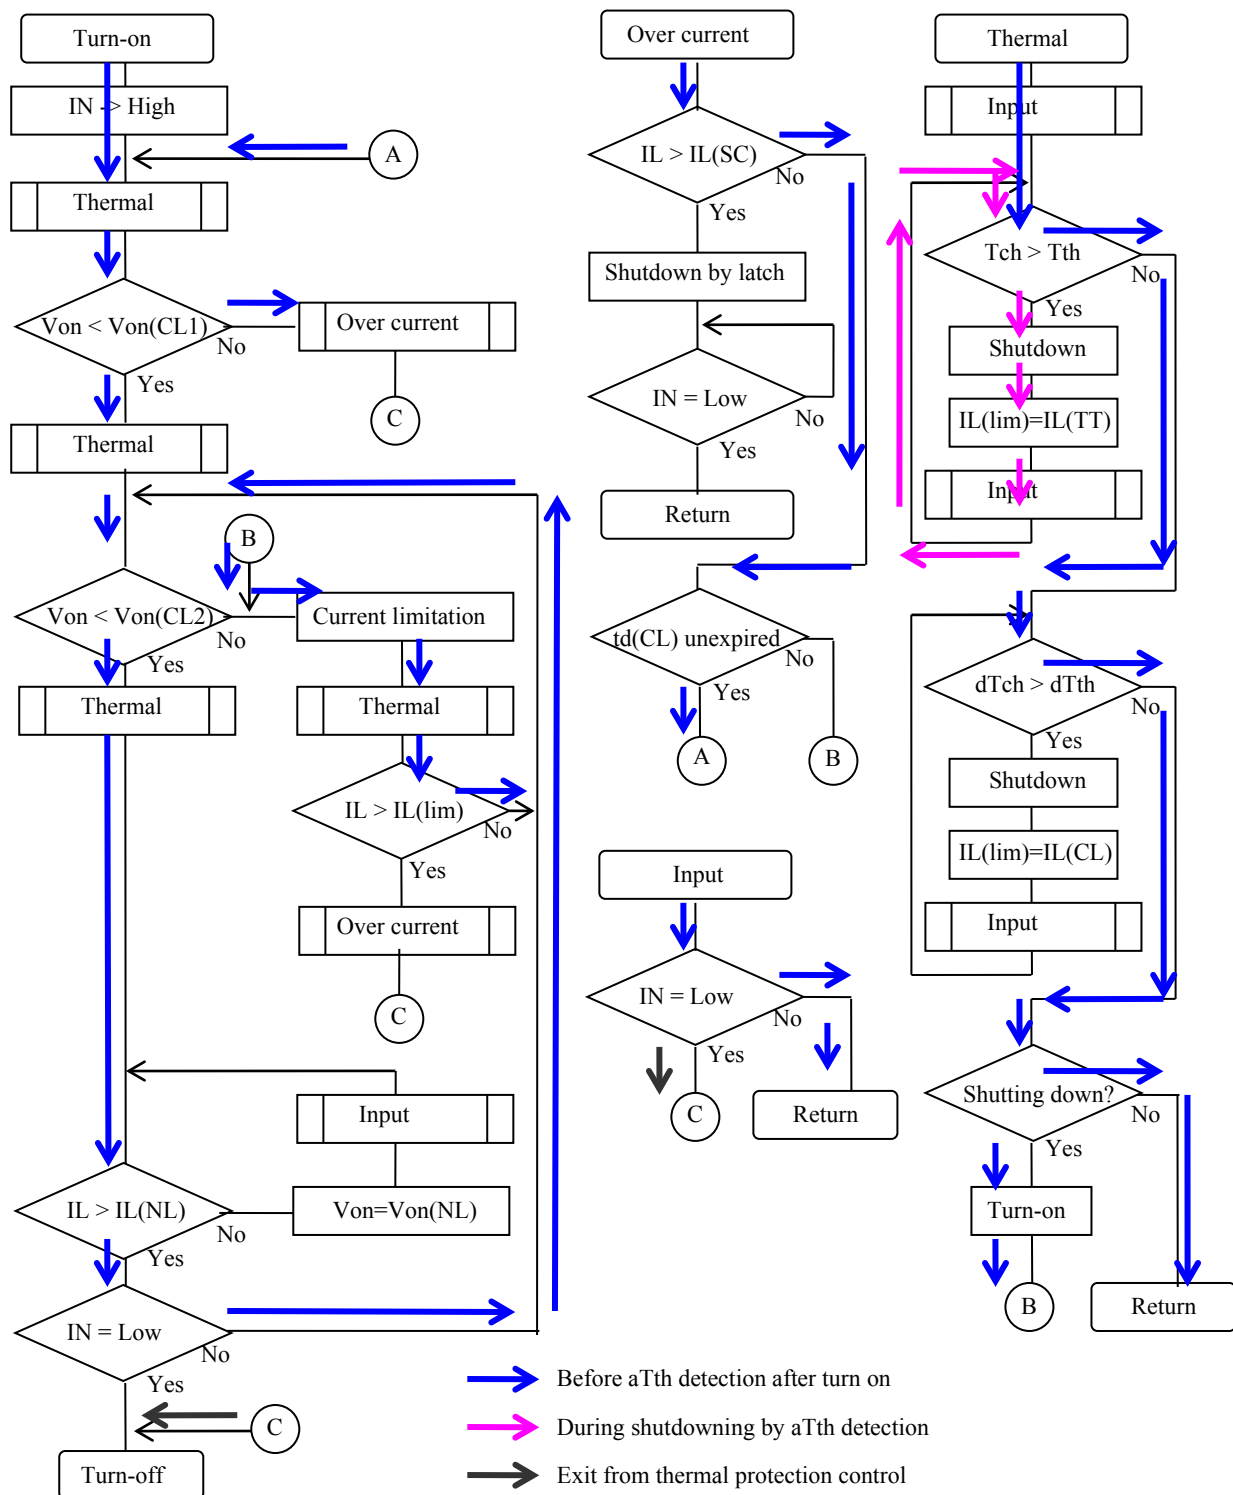 Turn-on
IN -> High
A
Thermal
Von < Von(CL1)
No
Yes
Over current
C
Thermal
B
Von < Von(CL2)
No
Yes
Current limitation
Thermal
Thermal
IL > IL(lim)
No
Yes
Over current
C
Input
Von=Von(NL)
IL > IL(NL)
No
Yes
IN = Low
No
Yes
C
Turn-off
Over current
IL > IL(SC)
No
Yes
Shutdown by latch
IN = Low
No
Yes
Return
td(CL) unexpired
No
Yes
A
B
Input
IN = Low
No
Yes
C
Return
Thermal
Input
Tch > Tth
No
Yes
Shutdown
IL(lim)=IL(TT)
Input
dTch > dTth
No
Yes
Shutdown
IL(lim)=IL(CL)
Input
Shutting down?
No
Yes
Turn-on
B
Return
Before aTth detection after turn on
During shutdowning by aTth detection
Exit from thermal protection control